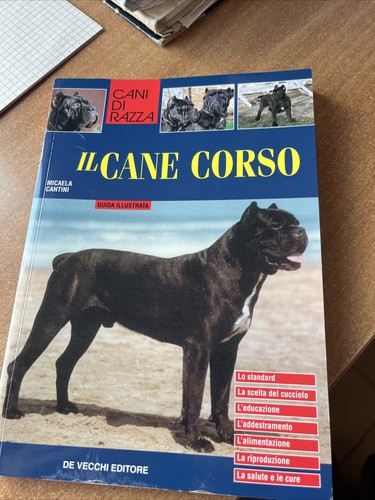 CANI
DI
RAZZA
IL CANE CORSO
MICAELA
CANTINI
GUIDA ILLUSTRATA
Lo standard
La scelta del cucciolo
L'educazione
L'addestramento
L'alimentazione
La riproduzione
La salute e le cure
DE VECCHI EDITORE